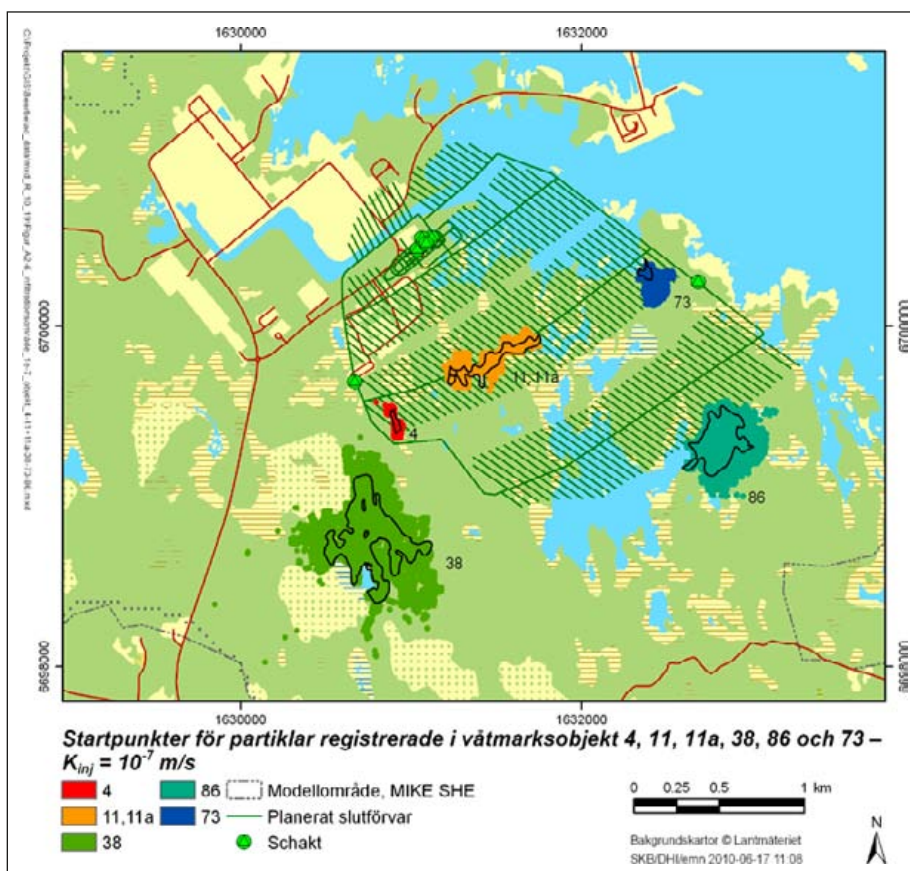 1630000
1632000
6700000
6700000
73
11, 11a
4
86
38
6698000
6698000
1630000
1632000
Startpunkter för partiklar registrerade i våtmarksobjekt 4, 11, 11a, 38, 86 och 73 –
Kinj = 10-7 m/s
4
86
Modellområde, MIKE SHE
11,11a
73
Planerat slutförvar
38
Schakt
0 0.25 0.5 1 km
Bakgrundskartor © Lantmäteriet
SKB/DHI/emn 2010-06-17 11:08
N